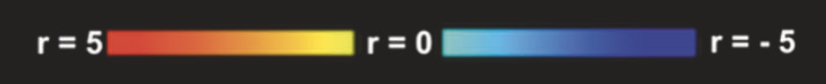 r = 5 r = 0 r = - 5